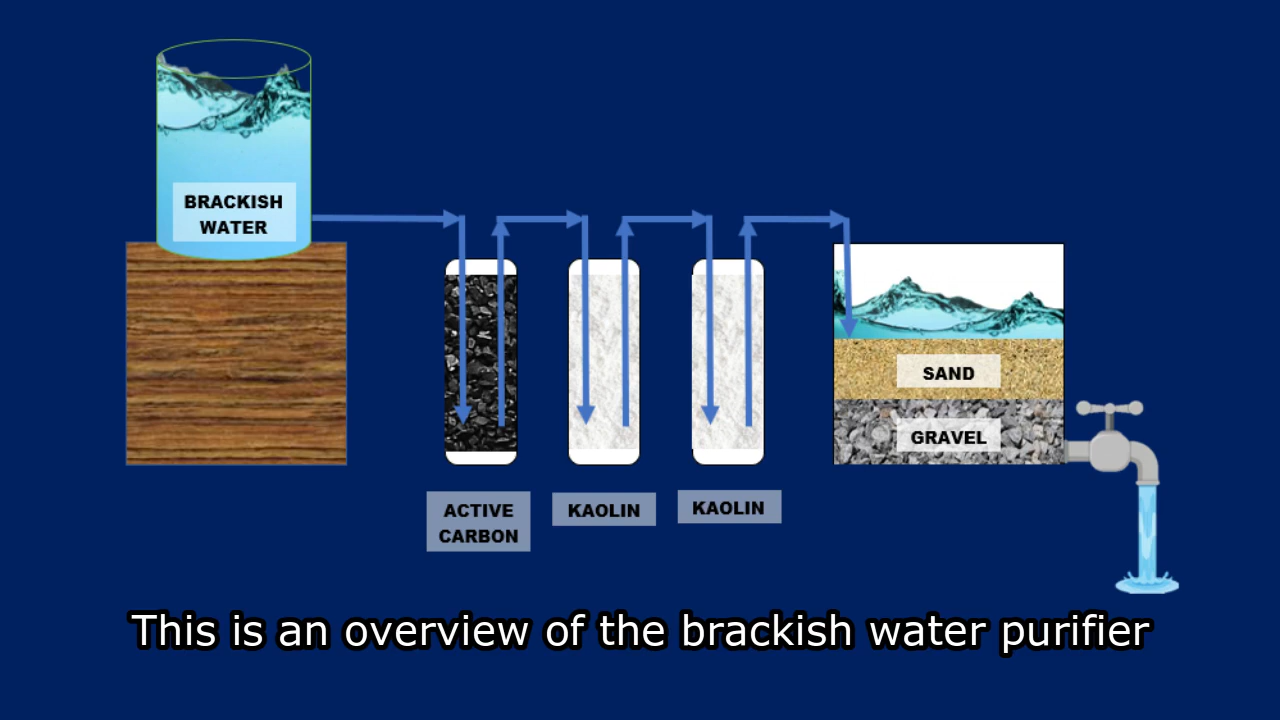 BRACKISH
WATER
SAND
GRAVEL
ACTIVE
CARBON
KAOLIN
KAOLIN
This is an overview of the brackish water purifier